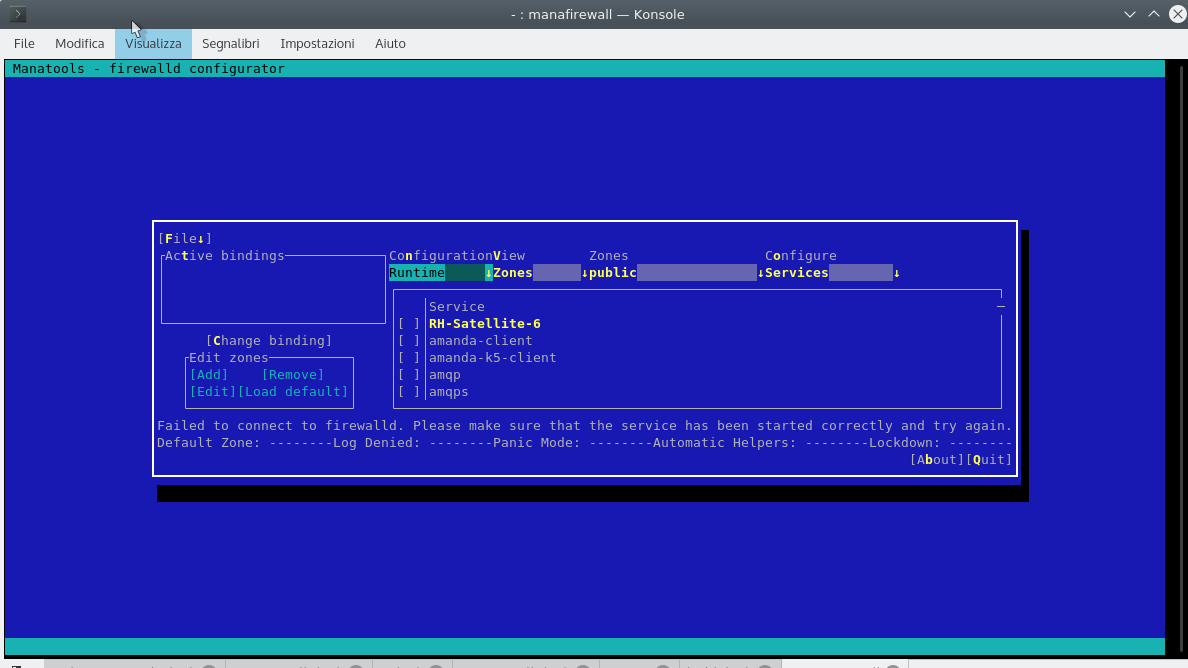 - : manafirewall — Konsole
File Modifica Visualizza Segnalibri Impostazioni Aiuto
Manatools - firewalld configurator
[File↓]
Active bindings
ConfigurationView Zones Configure
Runtime ↓Zones ↓public ↓Services ↓
Service
[ ] RH-Satellite-6
[Change binding]
[ ] amanda-client
Edit zones
[ ] amanda-k5-client
[Add] [Remove]
[ ] amqp
[Edit][Load default]
[ ] amqps
Failed to connect to firewalld. Please make sure that the service has been started correctly and try again.
Default Zone: --------Log Denied: --------Panic Mode: --------Automatic Helpers: --------Lockdown: --------
[About][Quit]